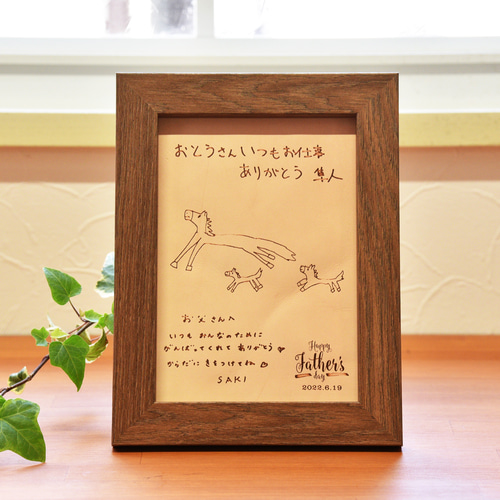 おとうさんいつもお仕事
ありがとう 隼人
お父さんへ
いつも みんなのために
がんばってくれて ありがとう
からだに きをつけてね
SAKI
Happy
Father's
day
2022.6.19